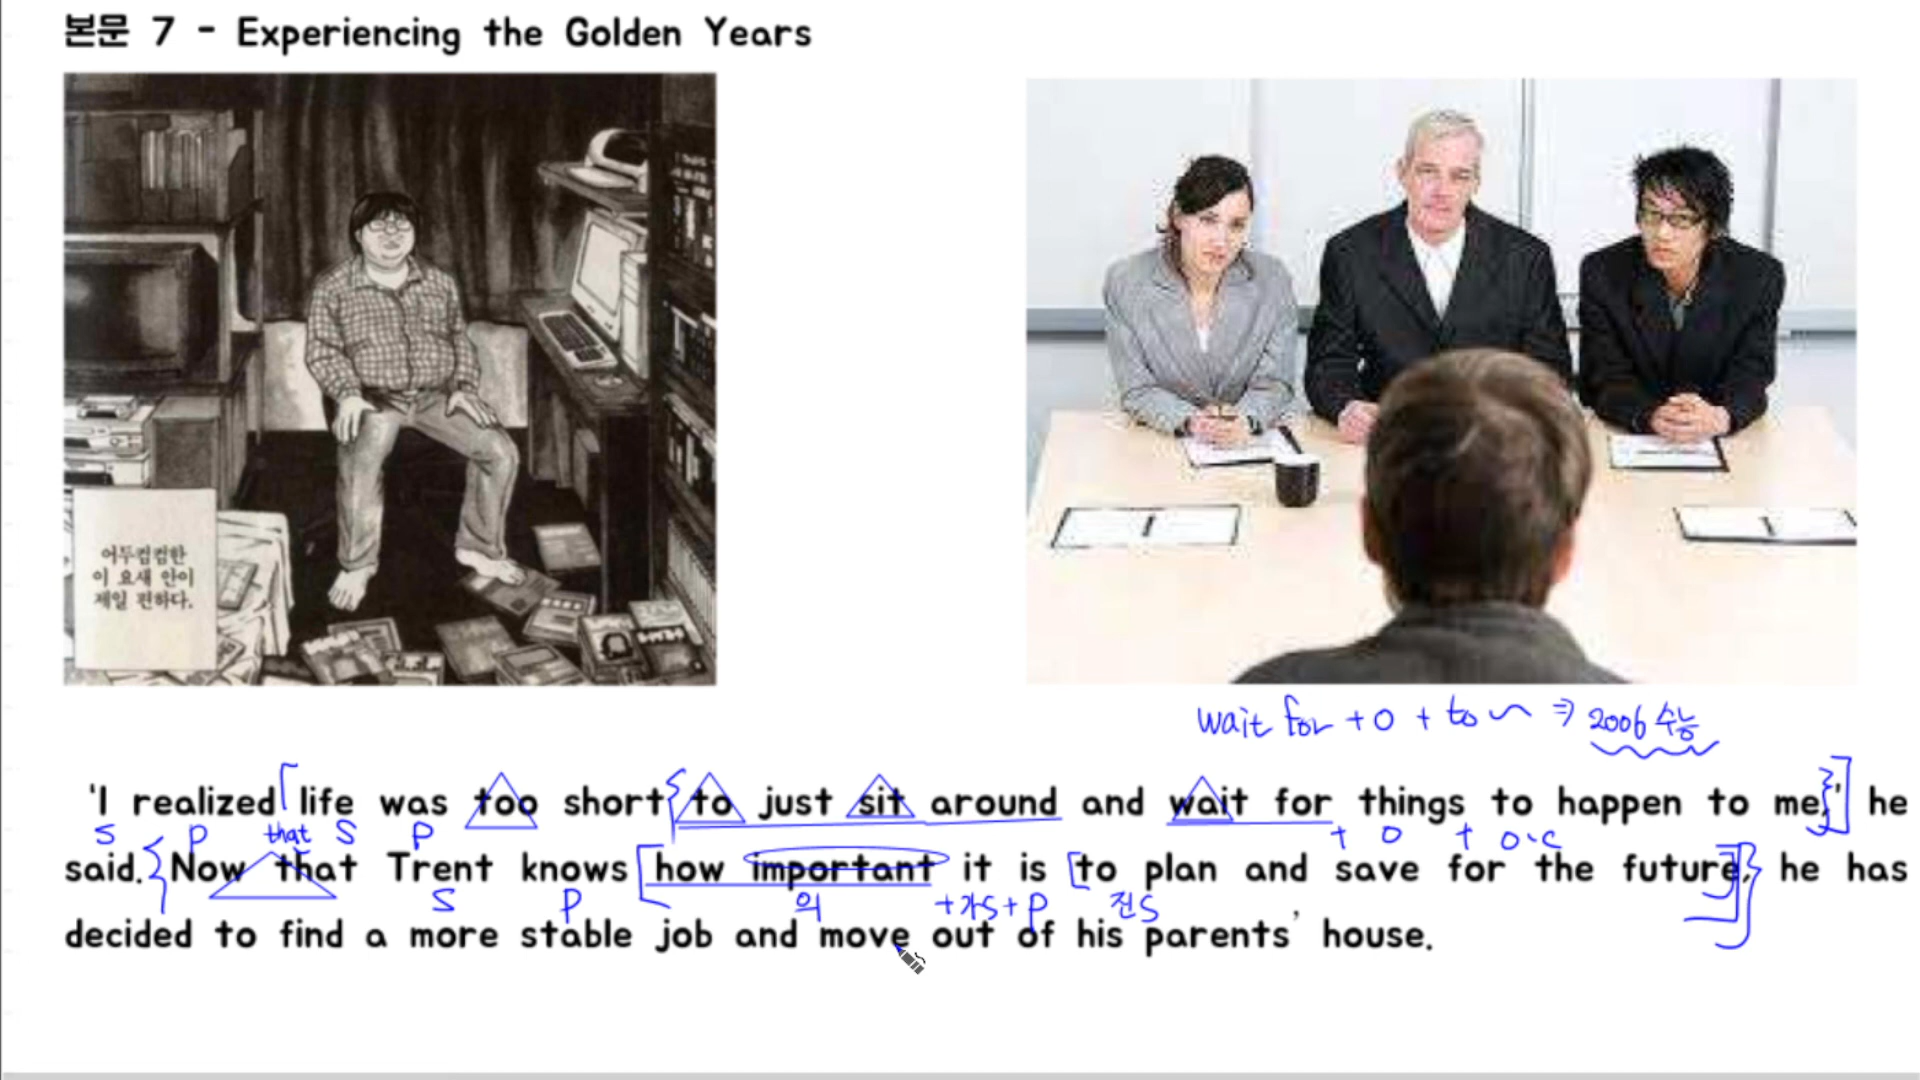 본문 7 - Experiencing the Golden Years
어두컴컴한
이 요새 안이
제일 편하다.
wait for + O + to ~ ⇒ 2006 수능
'I realized life was too short to just sit around and wait for things to happen to me,' he
S P that S P + O + O·C
said. Now that Trent knows how important it is to plan and save for the future, he has
S P 의 + 가S + P 진S
decided to find a more stable job and move out of his parents' house.